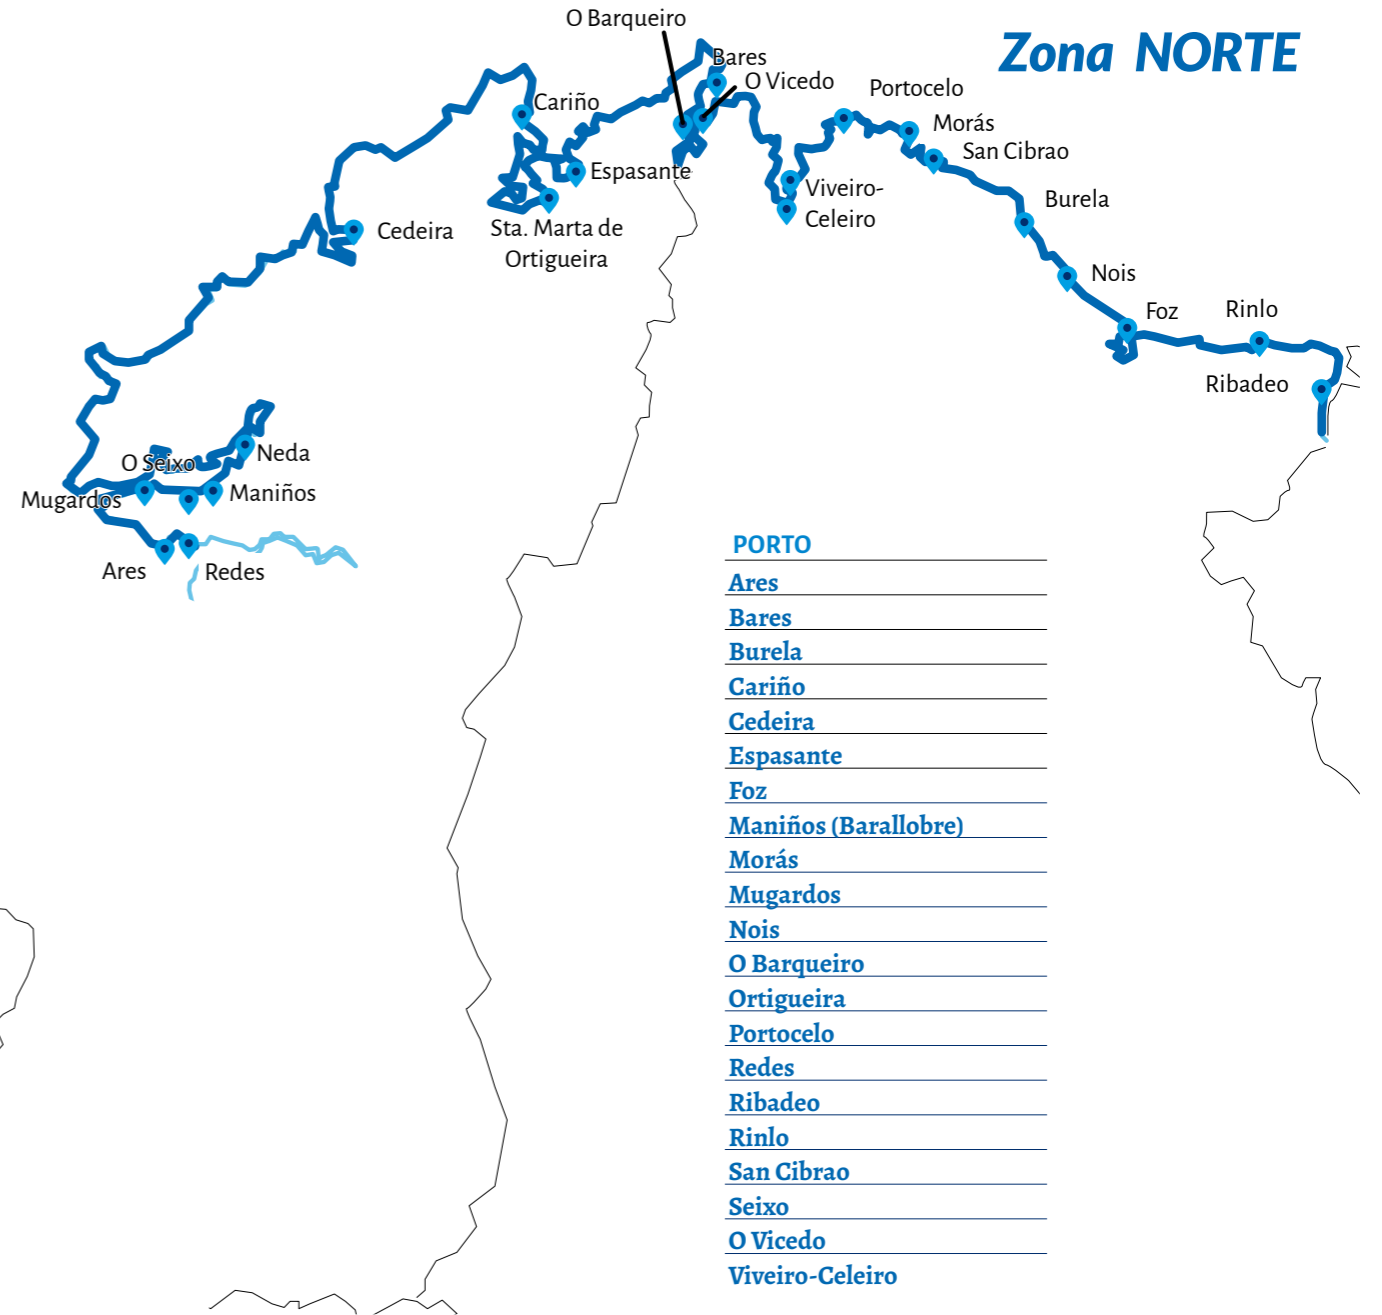 O Barqueiro
Zona NORTE
Bares
O Vicedo
Portocelo
Cariño
Morás
San Cibrao
Espasante
Viveiro-
Celeiro
Burela
Sta. Marta de
Ortigueira
Cedeira
Nois
Foz
Rinlo
Ribadeo
O Seixo
Neda
Mugardos
Maniños
Ares
Redes
PORTO
Ares
Bares
Burela
Cariño
Cedeira
Espasante
Foz
Maniños (Barallobre)
Morás
Mugardos
Nois
O Barqueiro
Ortigueira
Portocelo
Redes
Ribadeo
Rinlo
San Cibrao
Seixo
O Vicedo
Viveiro-Celeiro